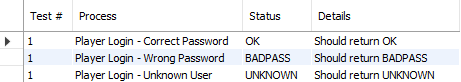 Test # Process Status Details
1 Player Login - Correct Password OK Should return OK
1 Player Login - Wrong Password BADPASS Should return BADPASS
1 Player Login - Unknown User UNKNOWN Should return UNKNOWN